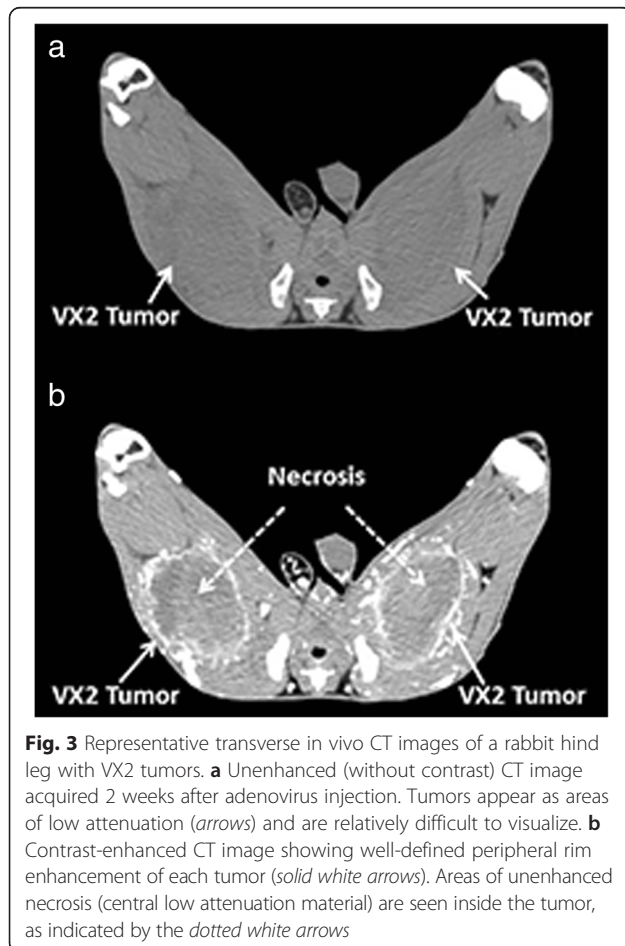 a
VX2 Tumor
VX2 Tumor
b
Necrosis
VX2 Tumor
VX2 Tumor
Fig. 3 Representative transverse in vivo CT images of a rabbit hind
leg with VX2 tumors. a Unenhanced (without contrast) CT image
acquired 2 weeks after adenovirus injection. Tumors appear as areas
of low attenuation (arrows) and are relatively difficult to visualize. b
Contrast-enhanced CT image showing well-defined peripheral rim
enhancement of each tumor (solid white arrows). Areas of unenhanced
necrosis (central low attenuation material) are seen inside the tumor,
as indicated by the dotted white arrows